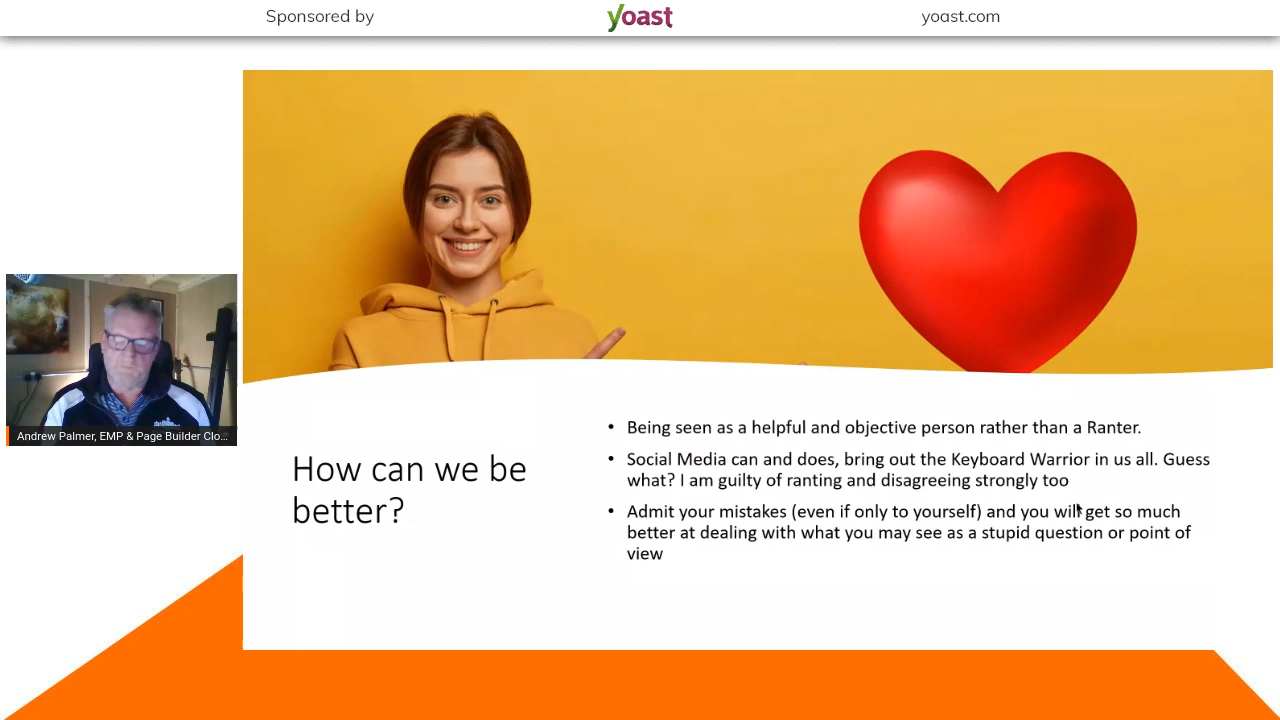 Sponsored by
yoast
yoast.com
Andrew Palmer, EMP & Page Builder Clo...
How can we be
better?
• Being seen as a helpful and objective person rather than a Ranter.
• Social Media can and does, bring out the Keyboard Warrior in us all. Guess
what? I am guilty of ranting and disagreeing strongly too
• Admit your mistakes (even if only to yourself) and you will get so much
better at dealing with what you may see as a stupid question or point of
view